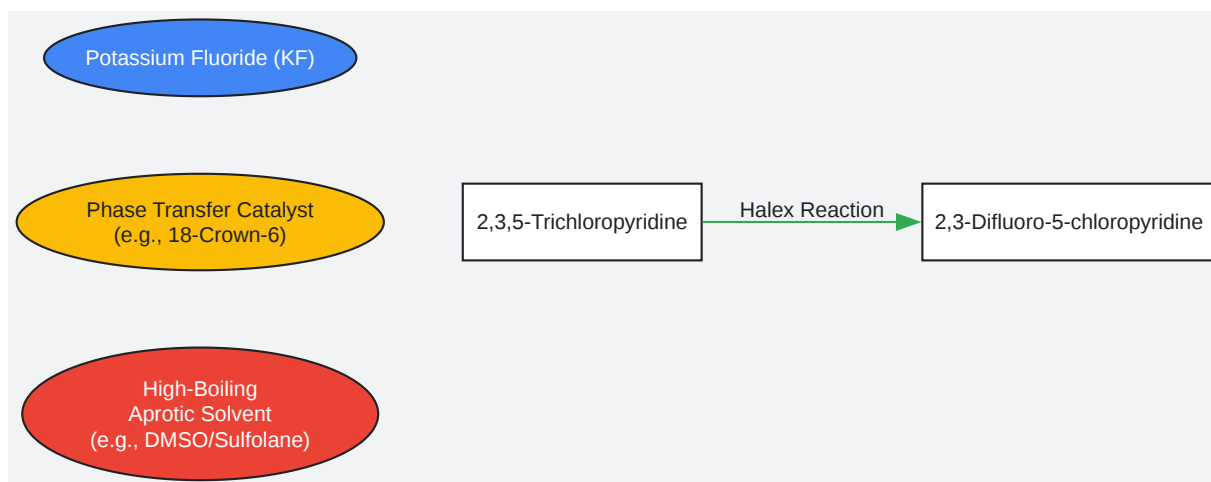 Potassium Fluoride (KF)
Phase Transfer Catalyst
(e.g., 18-Crown-6)
High-Boiling
Aprotic Solvent
(e.g., DMSO/Sulfolane)
2,3,5-Trichloropyridine
Halex Reaction
2,3-Difluoro-5-chloropyridine